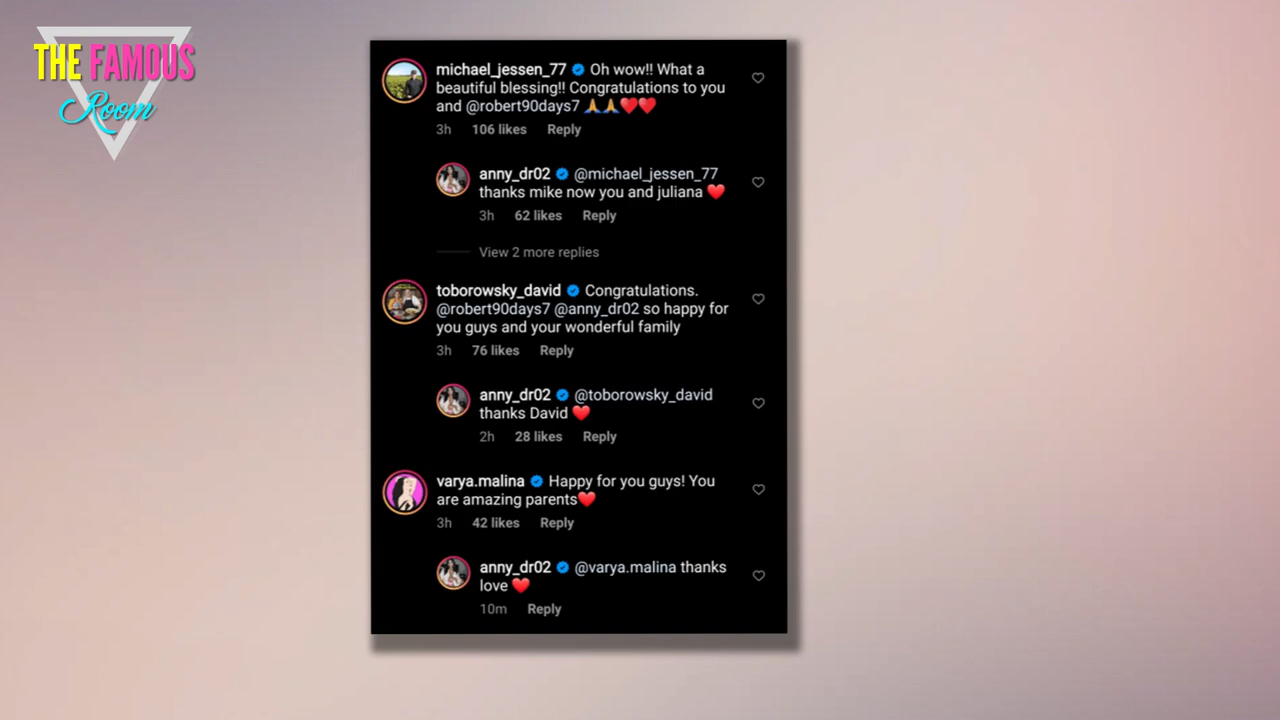 THE FAMOUS
Room
michael_jessen_77 Oh wow!! What a
beautiful blessing!! Congratulations to you
and @robert90days7 🙏🙏❤️❤️
3h 106 likes Reply
anny_dr02 @michael_jessen_77
thanks mike now you and juliana ❤️
3h 62 likes Reply
View 2 more replies
toborowsky_david Congratulations.
@robert90days7 @anny_dr02 so happy for
you guys and your wonderful family
3h 76 likes Reply
anny_dr02 @toborowsky_david
thanks David ❤️
2h 28 likes Reply
varya.malina Happy for you guys! You
are amazing parents❤️
3h 42 likes Reply
anny_dr02 @varya.malina thanks
love ❤️
10m Reply